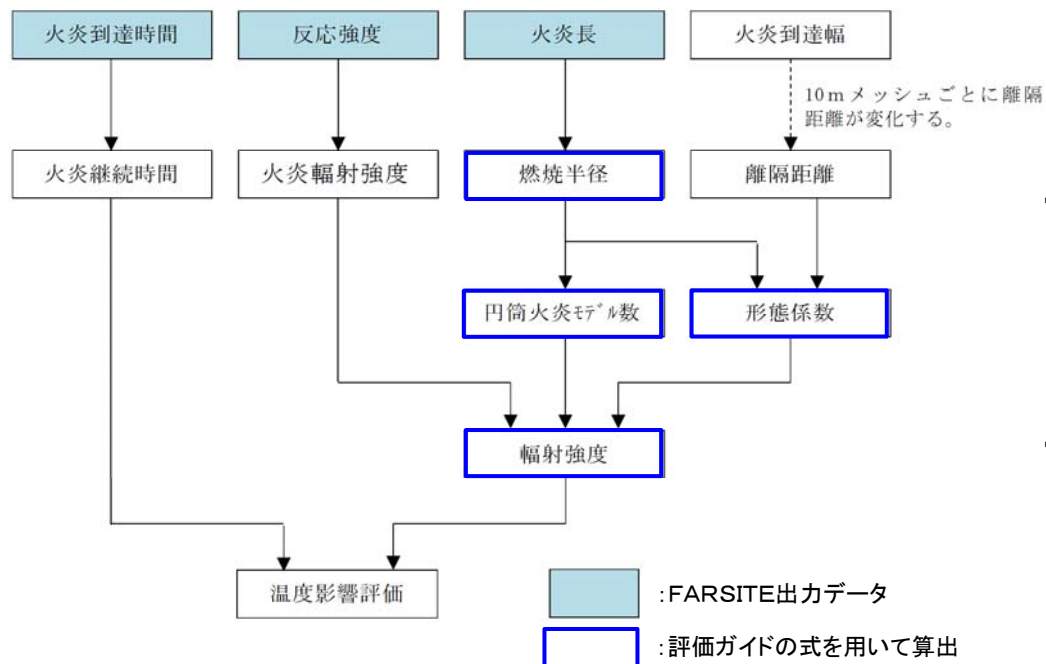 火炎到達時間
反応強度
火炎長
火炎到達幅
10mメッシュごとに離隔
距離が変化する。
火炎継続時間
火炎輻射強度
燃焼半径
離隔距離
円筒火炎ﾓﾃﾞﾙ数
形態係数
輻射強度
温度影響評価
:FARSITE出力データ
:評価ガイドの式を用いて算出